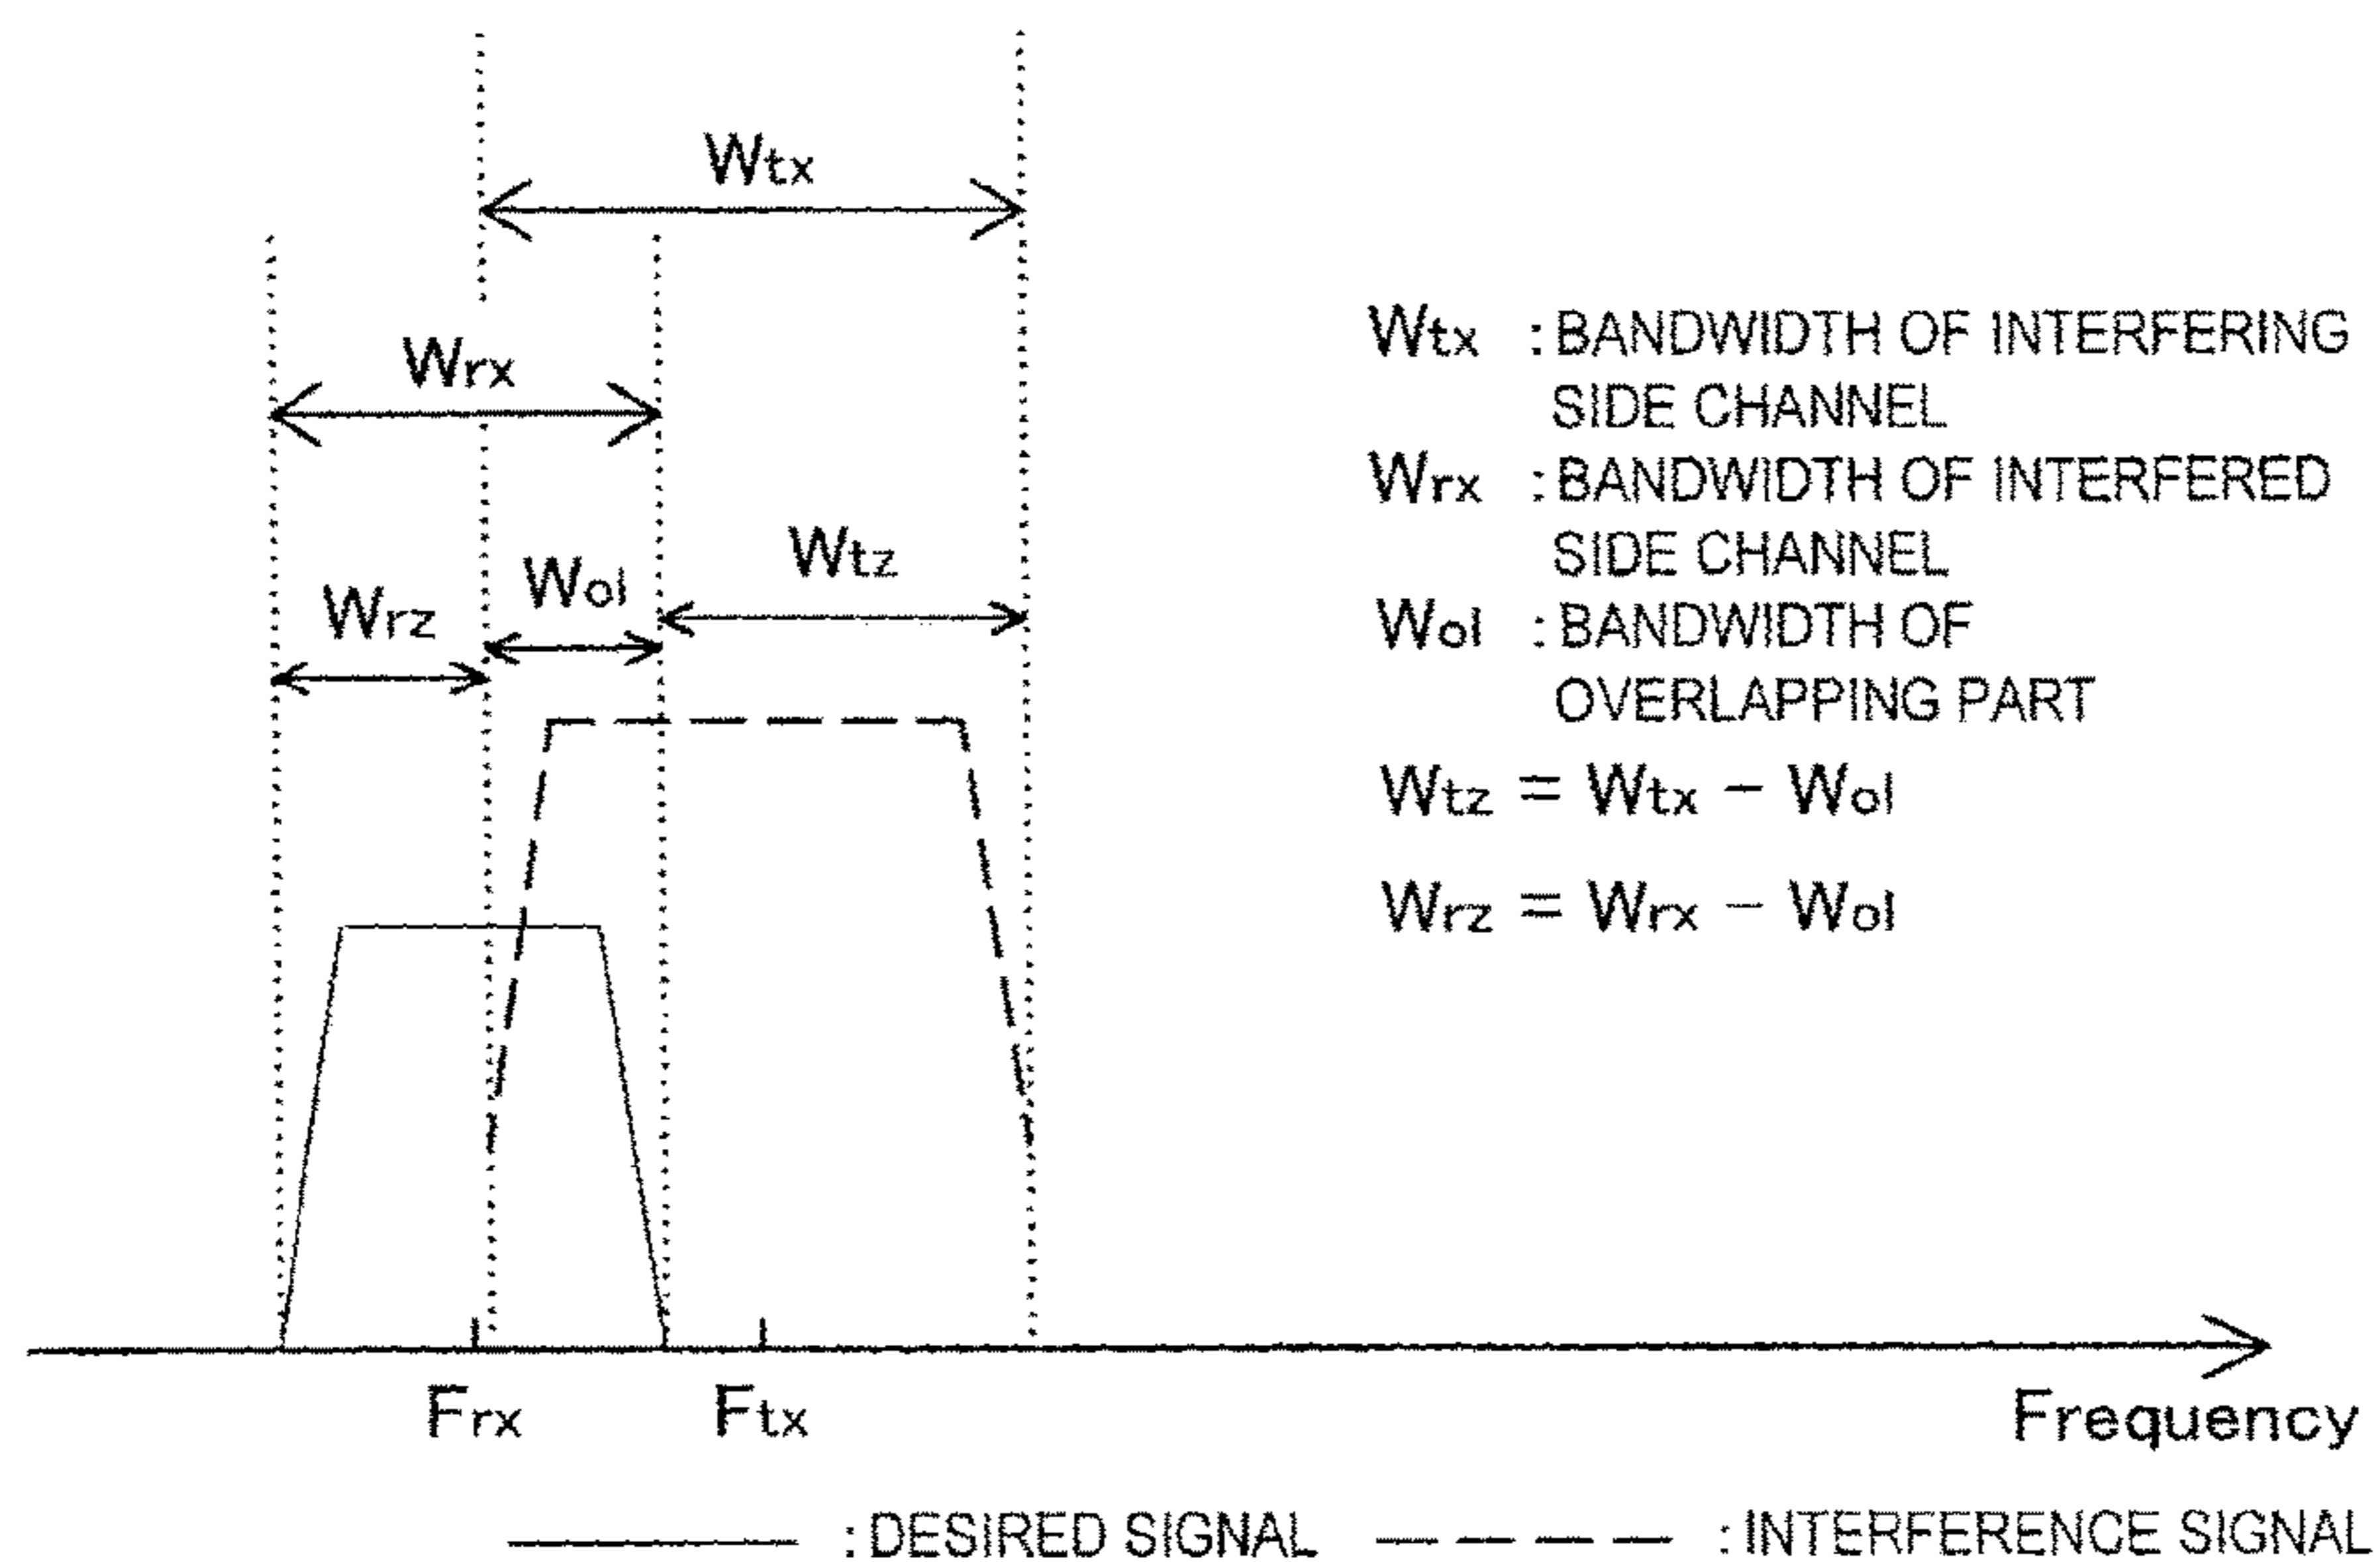 Wtx
Wrx
Wtz
Wol
Wrz
Wtx : BANDWIDTH OF INTERFERING
SIDE CHANNEL
Wrx : BANDWIDTH OF INTERFERED
SIDE CHANNEL
Wol : BANDWIDTH OF
OVERLAPPING PART
Wtz = Wtx − Wol
Wrz = Wrx − Wol
Frx
Ftx
Frequency
: DESIRED SIGNAL
: INTERFERENCE SIGNAL